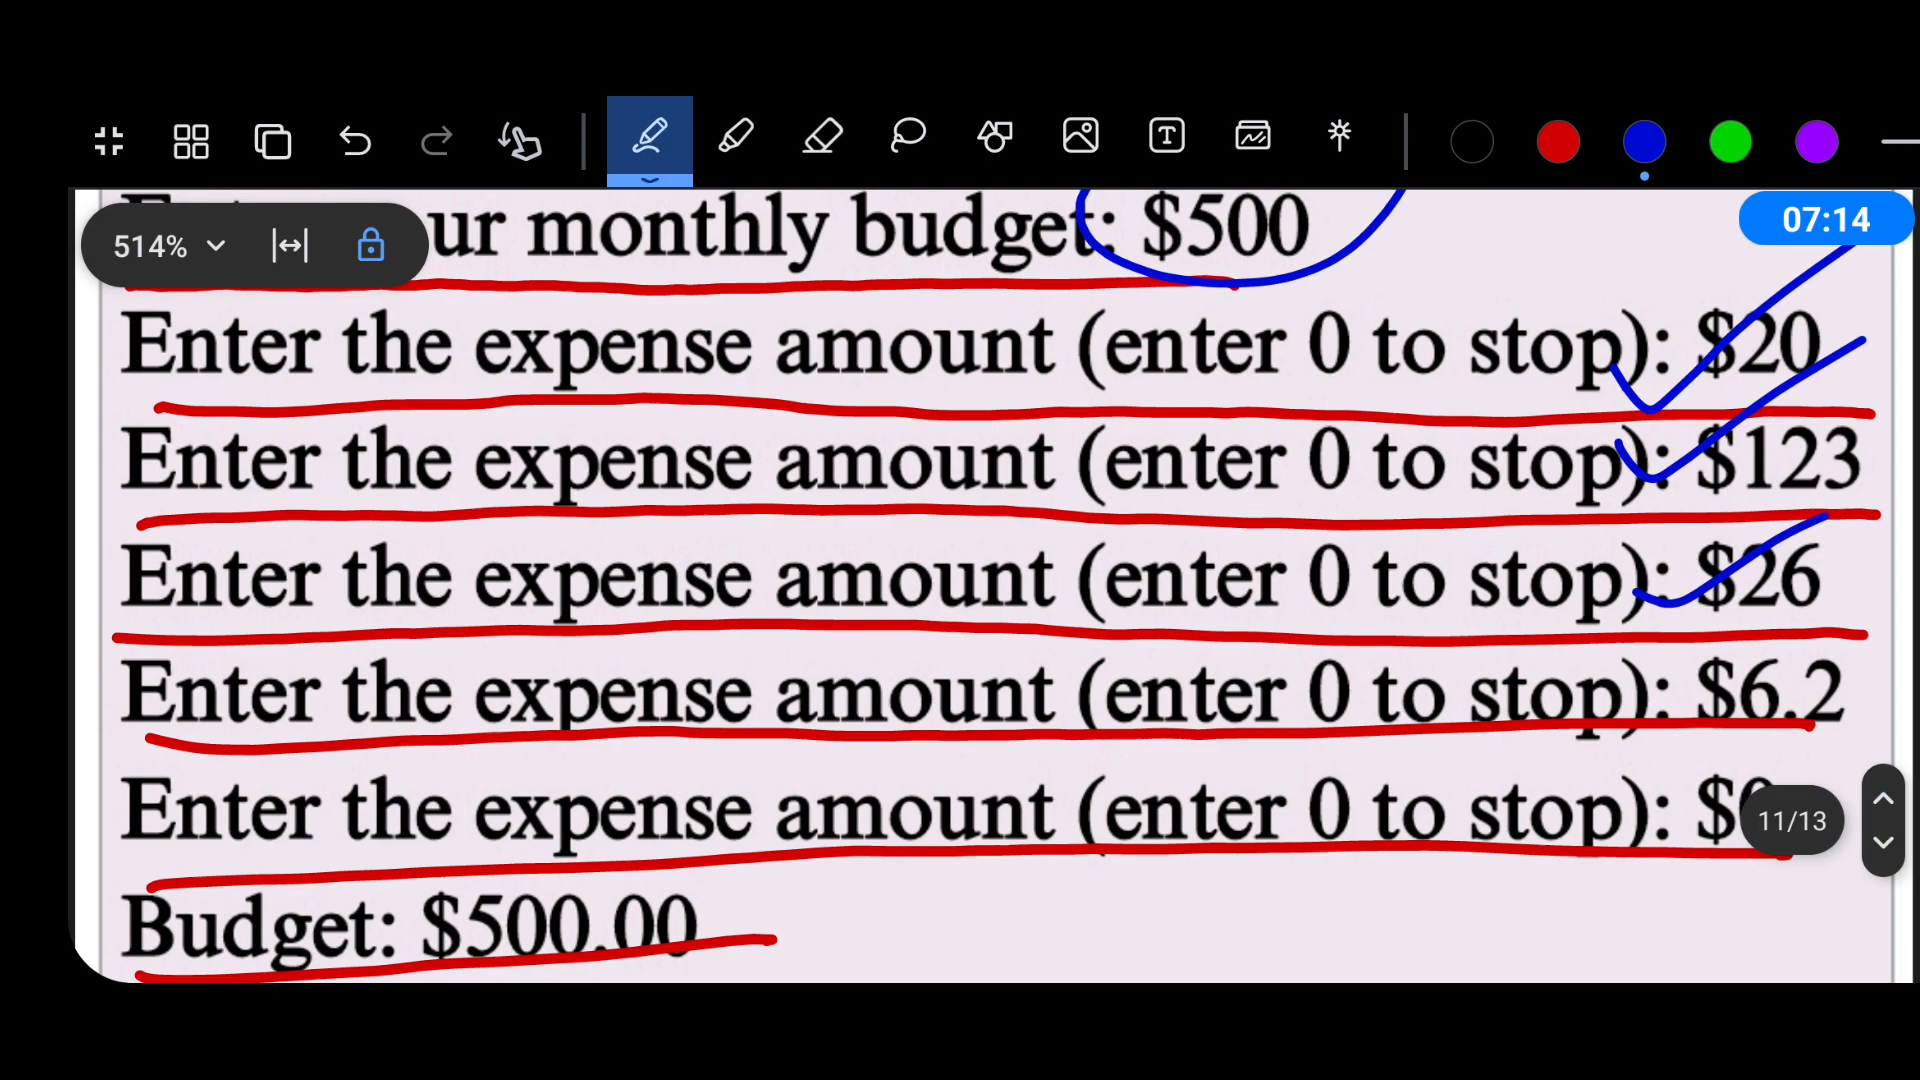 514%
07:14
ur monthly budget: $500
Enter the expense amount (enter 0 to stop): $20
Enter the expense amount (enter 0 to stop): $123
Enter the expense amount (enter 0 to stop): $26
Enter the expense amount (enter 0 to stop): $6.2
Enter the expense amount (enter 0 to stop): $
11/13
Budget: $500.00